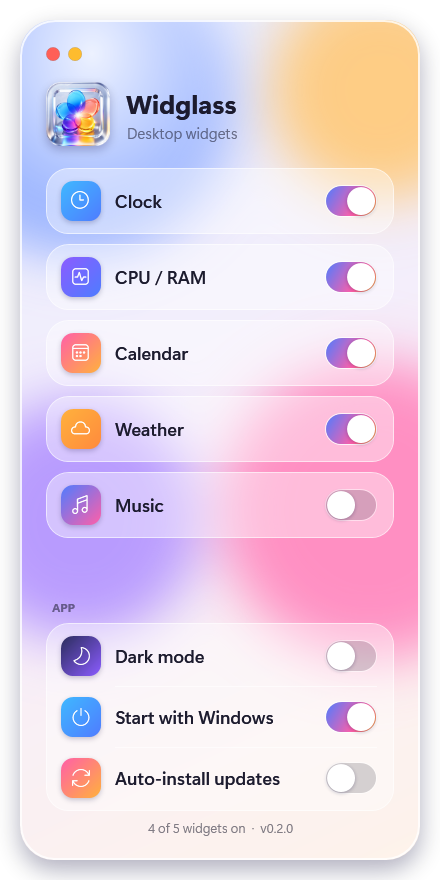 Widglass
Desktop widgets
Clock
CPU / RAM
Calendar
Weather
Music
APP
Dark mode
Start with Windows
Auto-install updates
4 of 5 widgets on · v0.2.0